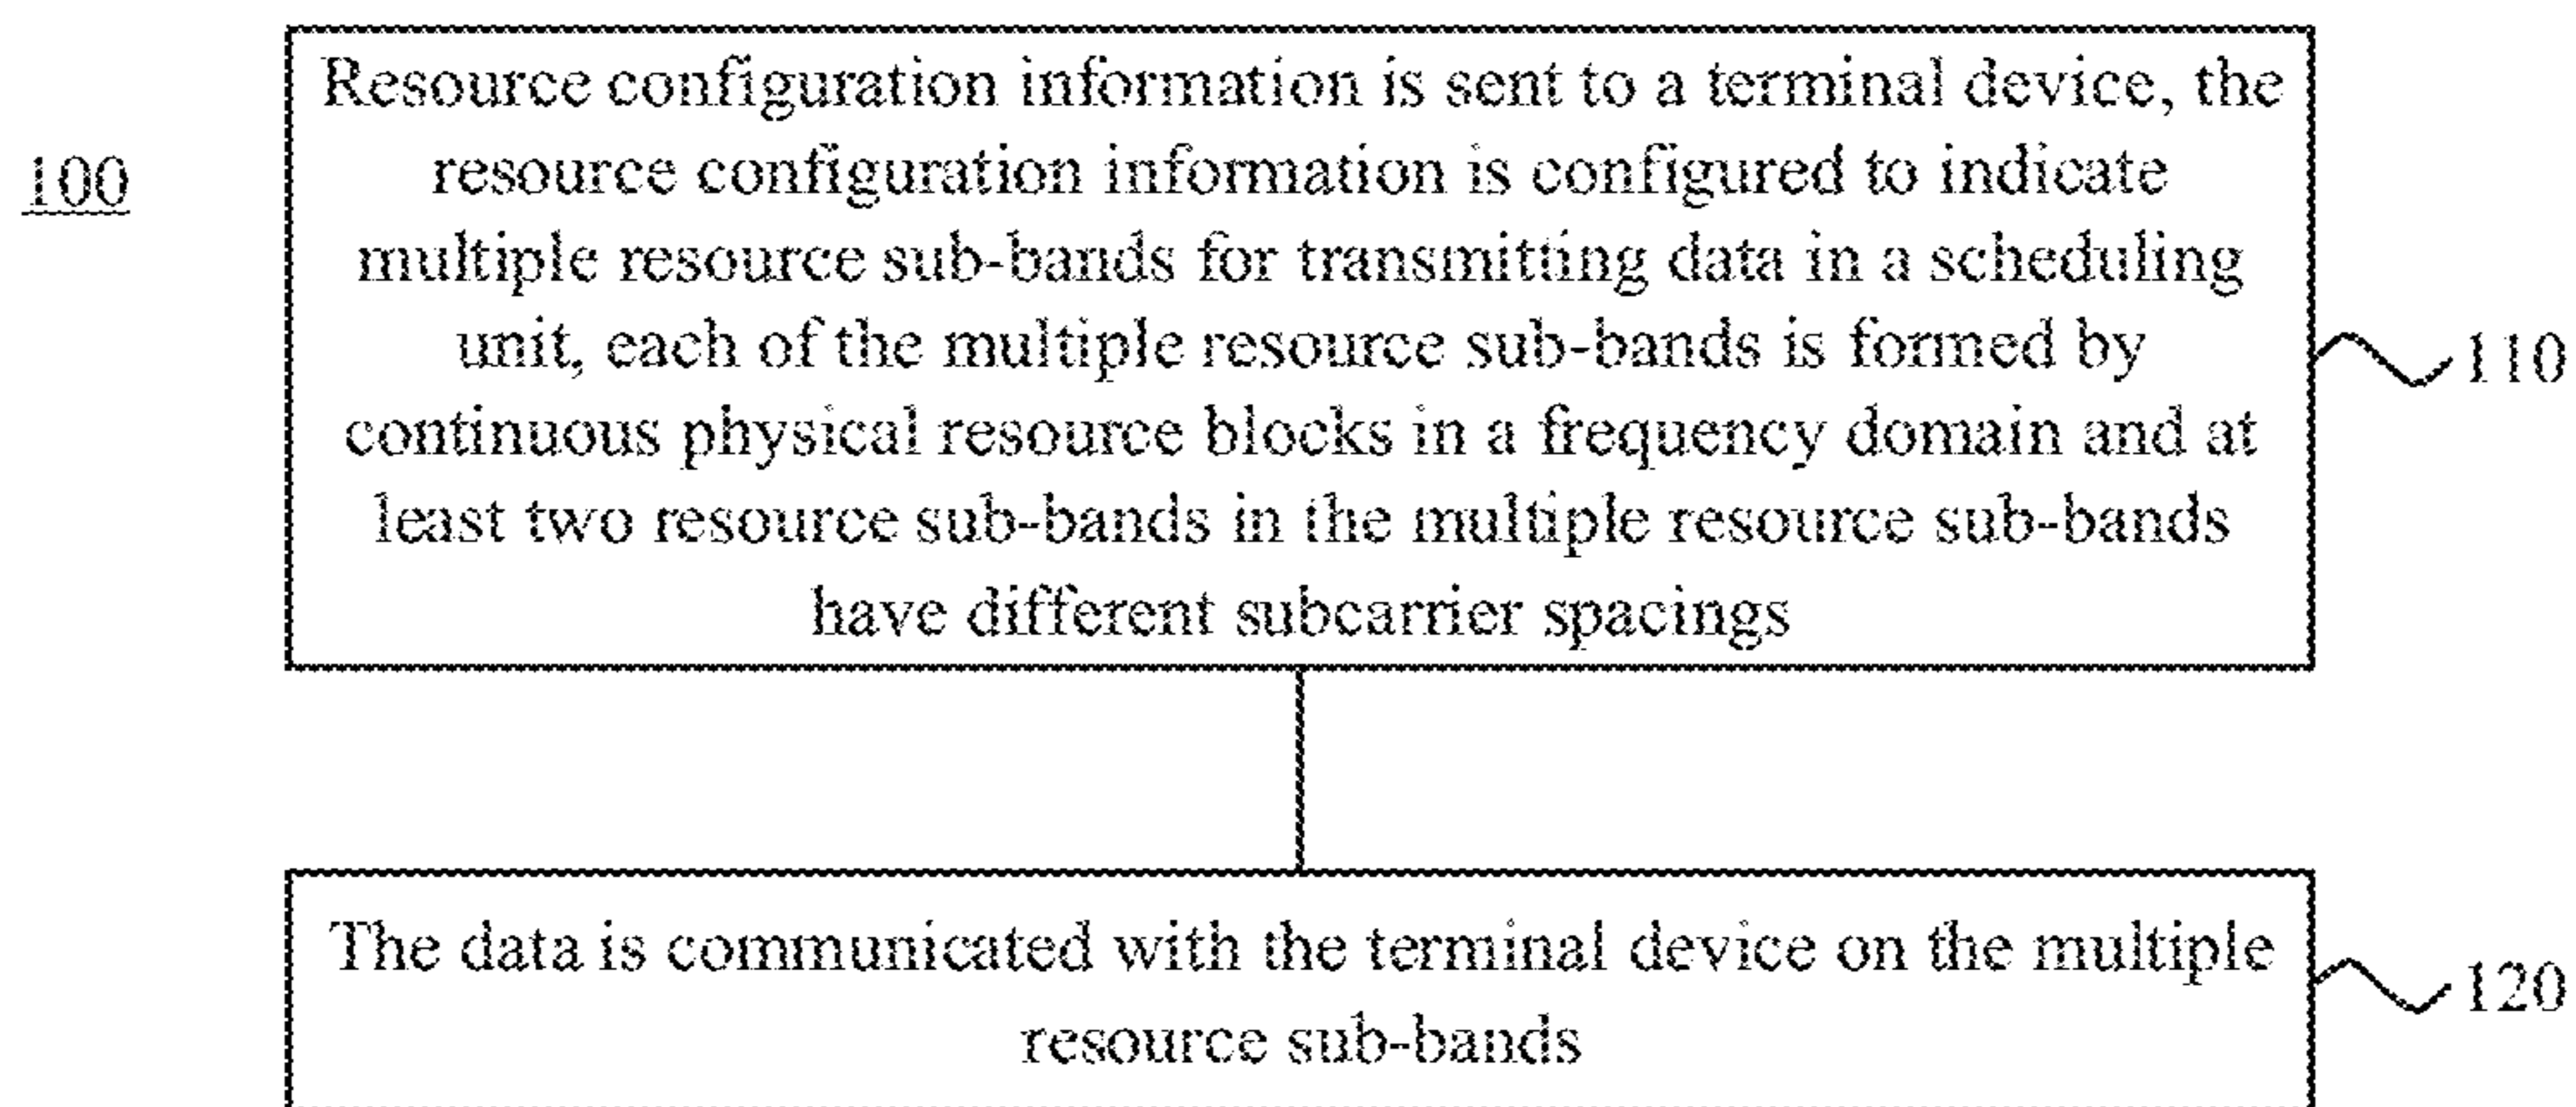 100
Resource configuration information is sent to a terminal device, the
resource configuration information is configured to indicate
multiple resource sub-bands for transmitting data in a scheduling
unit, each of the multiple resource sub-bands is formed by
continuous physical resource blocks in a frequency domain and at
least two resource sub-bands in the multiple resource sub-bands
have different subcarrier spacings
110
The data is communicated with the terminal device on the multiple
resource sub-bands
120